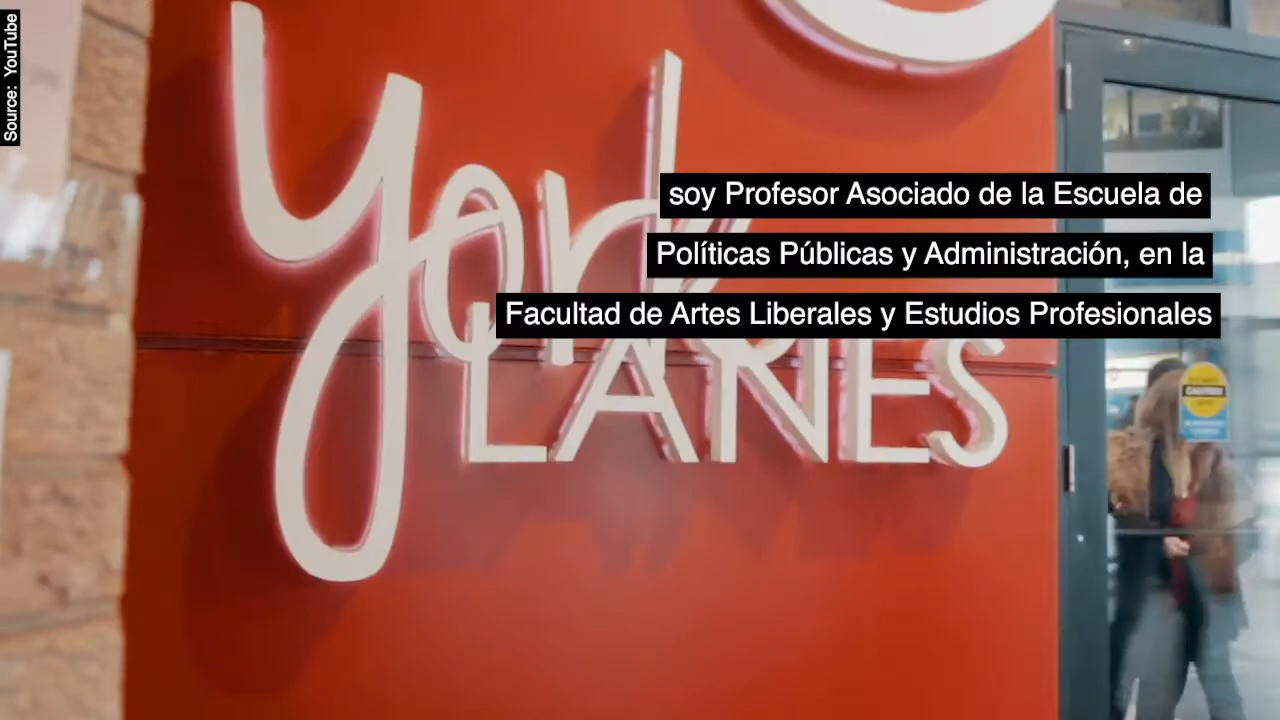 Source: YouTube
york
LANES
soy Profesor Asociado de la Escuela de
Políticas Públicas y Administración, en la
Facultad de Artes Liberales y Estudios Profesionales
CAUTION